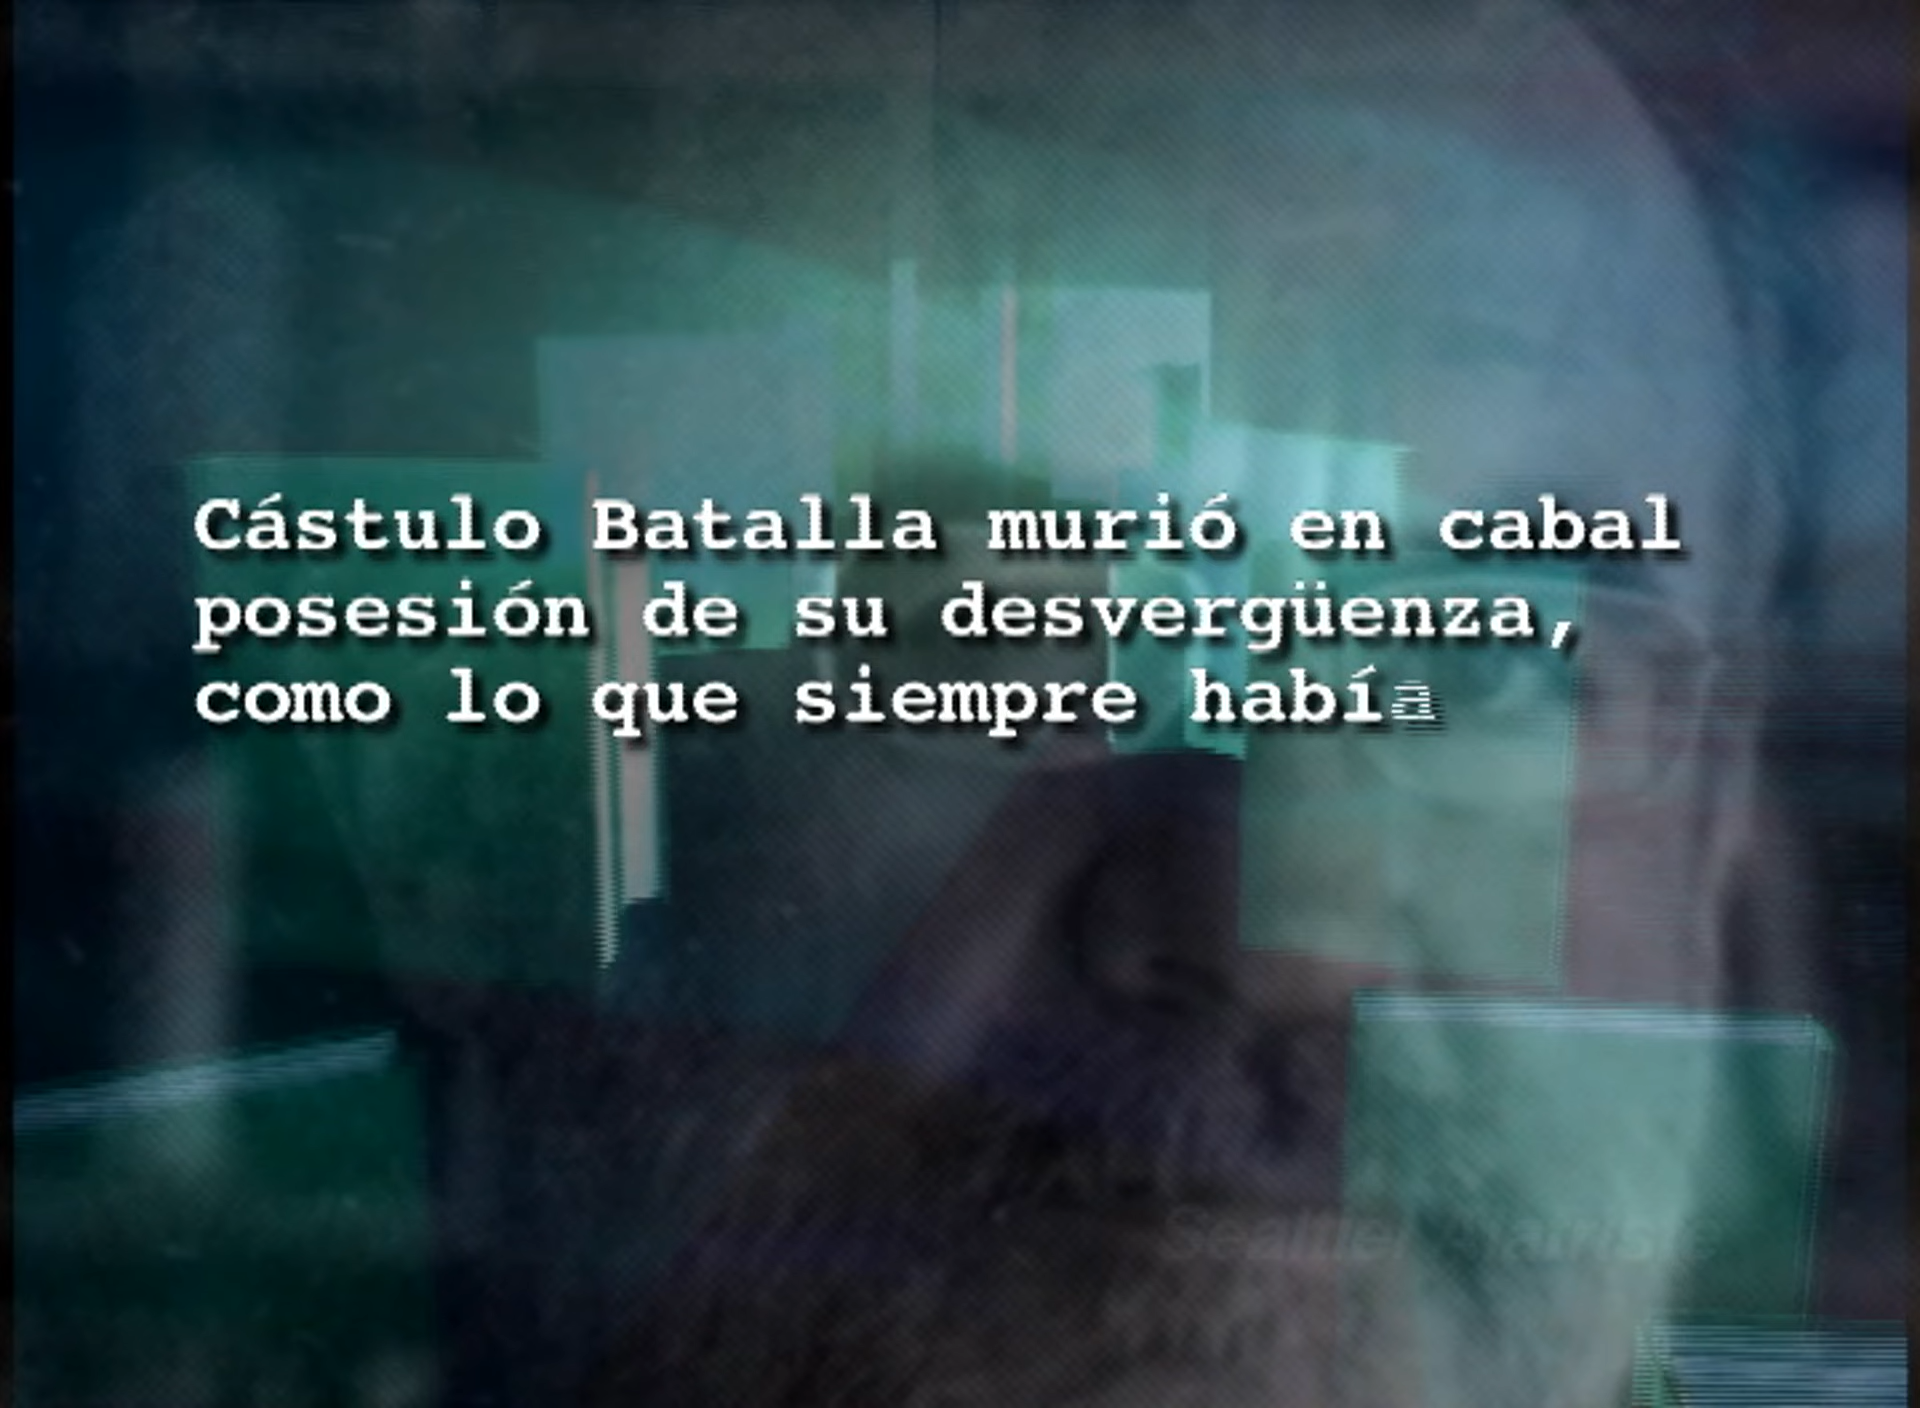 Cástulo Batalla murió en cabal
posesión de su desvergüenza,
como lo que siempre había